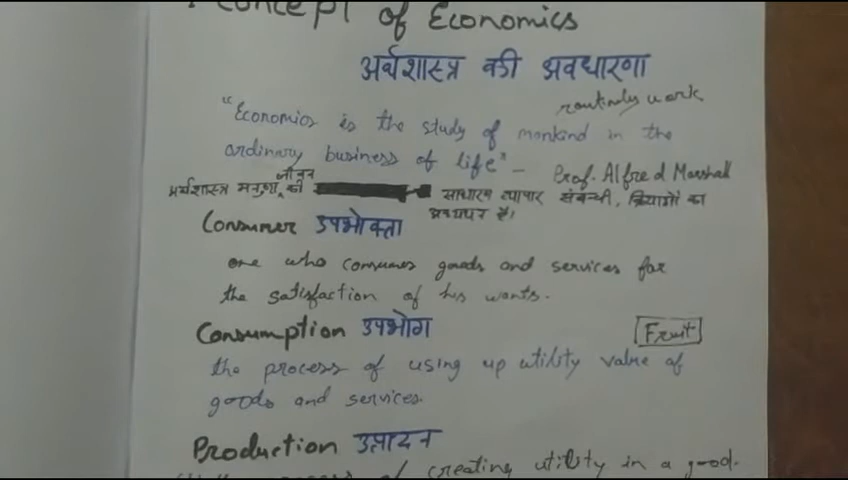 Concept of Economics
अर्थशास्त्र की अवधारणा
routinely work
"Economics is the study of mankind in the
ordinary business of life" - Prof. Alfred Marshall
जीवन
अर्थशास्त्र की साधारण व्यापार संबन्धी, क्रियाओं का
अध्ययन है।
Consumer उपभोक्ता
one who consumes goods and services for
the satisfaction of his wants.
Consumption उपभोग
Fruit
the process of using up utility value of
goods and services.
Production उत्पादन
of creating utility in a good.